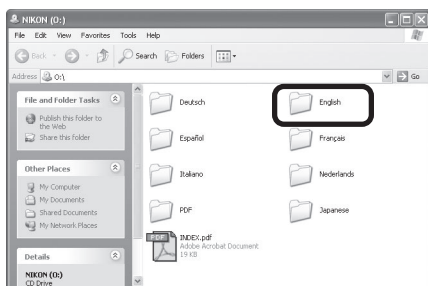 NIKON (O:)
File Edit View Favorites Tools Help
Back Search Folders
Address O:\ Go
File and Folder Tasks
Publish this folder to
the Web
Share this folder
Other Places
My Computer
My Documents
Shared Documents
My Network Places
Details
NIKON (O:)
CD Drive
Deutsch English
Español Français
Italiano Nederlands
PDF Japanese
PDF
INDEX.pdf
Adobe Acrobat Document
19 KB